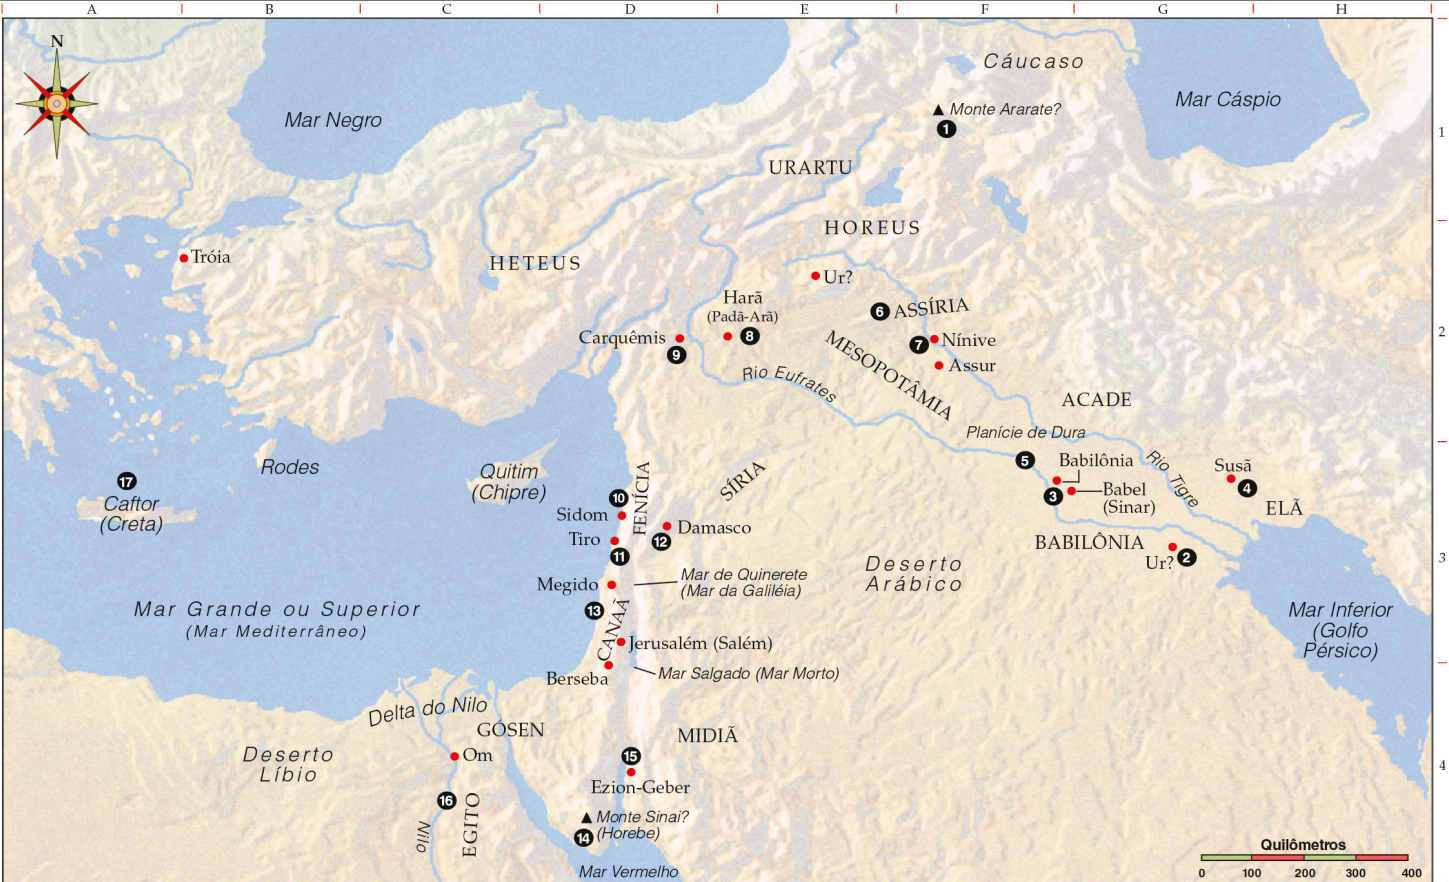 A B C D E F G H
N
Cáucaso
Mar Negro
Mar Cáspio
Monte Ararate?
1
1
URARTU
HOREUS
Tróia
HETEUS
Ur?
Harã
(Padã-Arã)
8
6
ASSÍRIA
Carquêmis
9
7
Nínive
Assur
2
MESOPOTÂMIA
Rio Eufrates
ACADE
Planície de Dura
Rodes
Quitim
(Chipre)
17
Caftor
(Creta)
10
Sidom
FENÍCIA
SÍRIA
5
Babilônia
3
Babel
(Sinar)
Rio Tigre
Susã
4
ELÃ
Tiro
11
Damasco
12
BABILÔNIA
Ur?
2
3
Deserto
Arábico
Megido
Mar de Quinerete
(Mar da Galiléia)
13
CANAÃ
Mar Grande ou Superior
(Mar Mediterrâneo)
Mar Inferior
(Golfo
Pérsico)
Jerusalém (Salém)
Berseba
Mar Salgado (Mar Morto)
Delta do Nilo
GÓSEN
MIDIÃ
Deserto
Líbio
Om
15
Ezion-Geber
4
16
EGITO
Nilo
Monte Sinai?
(Horebe)
14
Mar Vermelho
Quilômetros
0 100 200 300 400